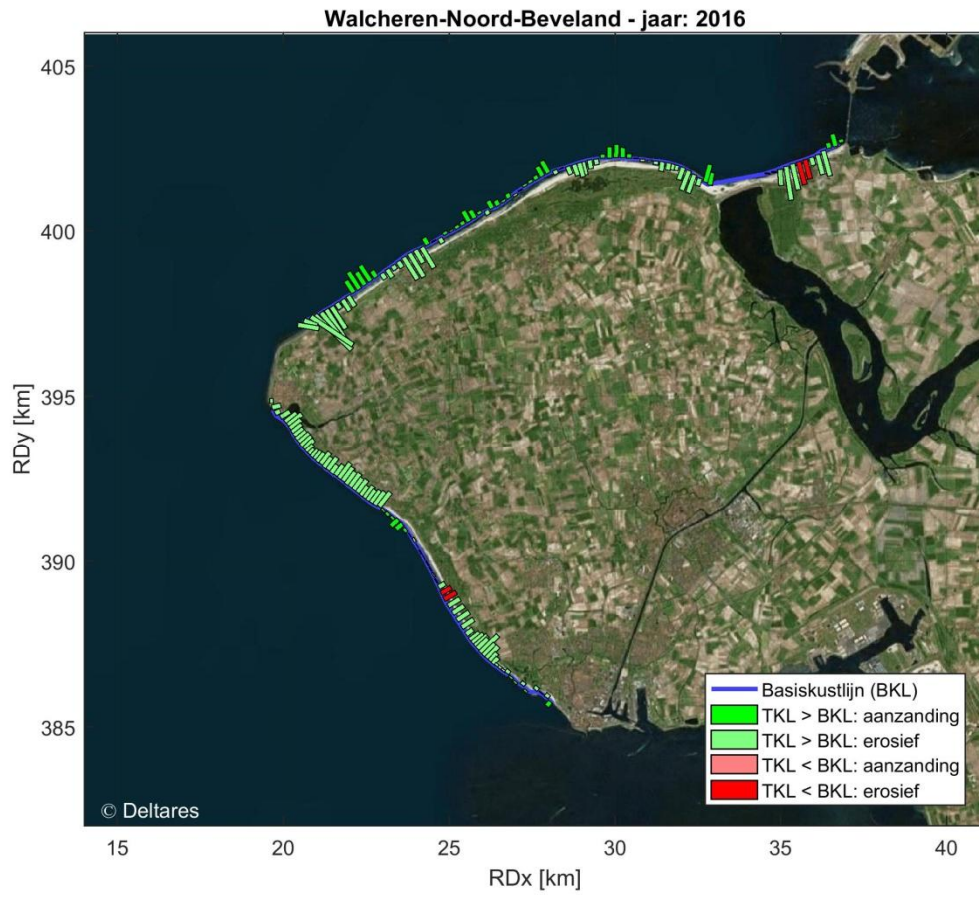 Walcheren-Noord-Beveland - jaar: 2016
405
400
395
390
385
RDy [km]
Basiskustlijn (BKL)
TKL > BKL: aanzanding
TKL > BKL: erosief
TKL < BKL: aanzanding
TKL < BKL: erosief
© Deltares
15 20 25 30 35 40
RDx [km]